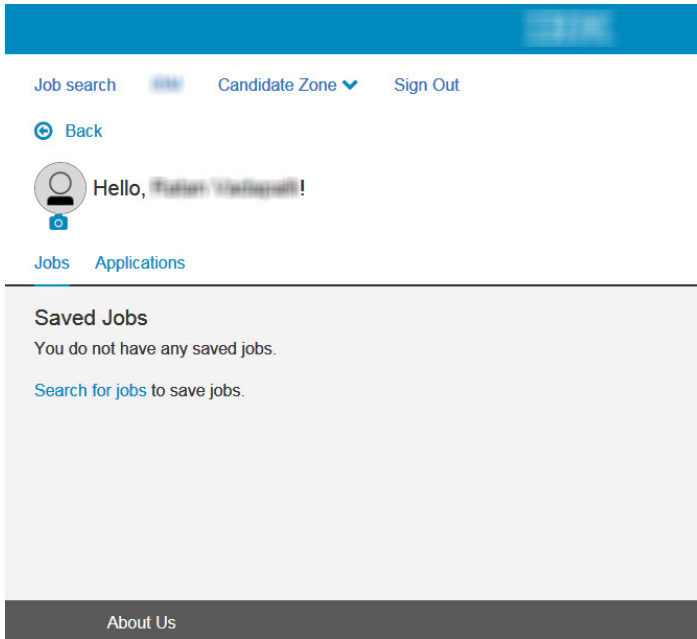 Job search Candidate Zone Sign Out
Back
Hello, !
Jobs Applications
Saved Jobs
You do not have any saved jobs.
Search for jobs to save jobs.
About Us